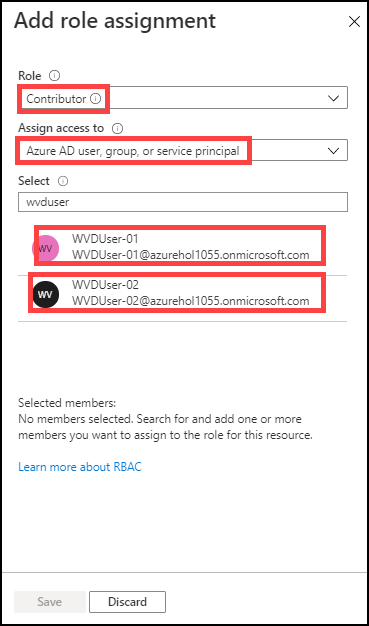 Add role assignment
Role
Contributor
Assign access to
Azure AD user, group, or service principal
Select
wvduser
WV
WVDUser-01
WVDUser-01@azurehol1055.onmicrosoft.com
WV
WVDUser-02
WVDUser-02@azurehol1055.onmicrosoft.com
Selected members:
No members selected. Search for and add one or more
members you want to assign to the role for this resource.
Learn more about RBAC
Save
Discard